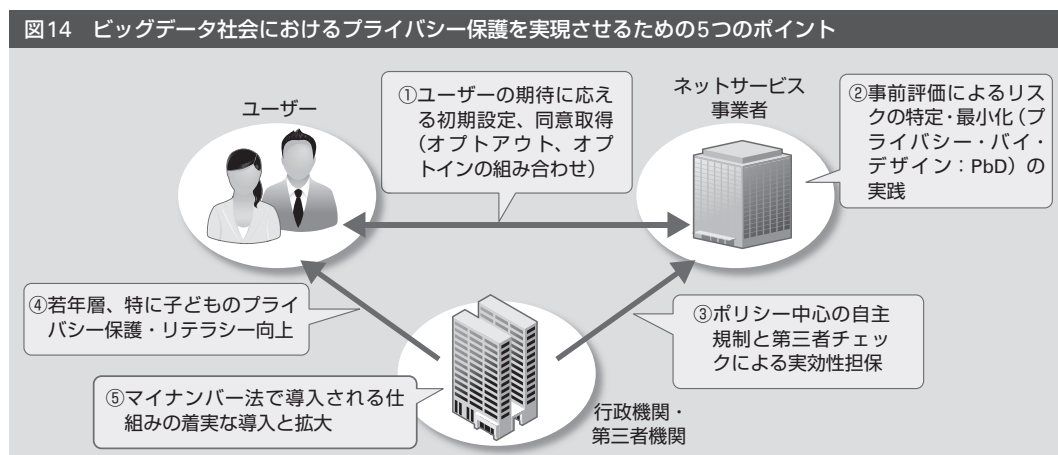 図14 ビッグデータ社会におけるプライバシー保護を実現させるための5つのポイント
ユーザー
①ユーザーの期待に応え
る初期設定、同意取得
（オプトアウト、オプ
トインの組み合わせ）
ネットサービス
事業者
②事前評価によるリス
クの特定・最小化（プ
ライバシー・バイ・
デザイン：PbD）の
実践
④若年層、特に子どものプライ
バシー保護・リテラシー向上
③ポリシー中心の自主
規制と第三者チェッ
クによる実効性担保
⑤マイナンバー法で導入される仕
組みの着実な導入と拡大
行政機関・
第三者機関